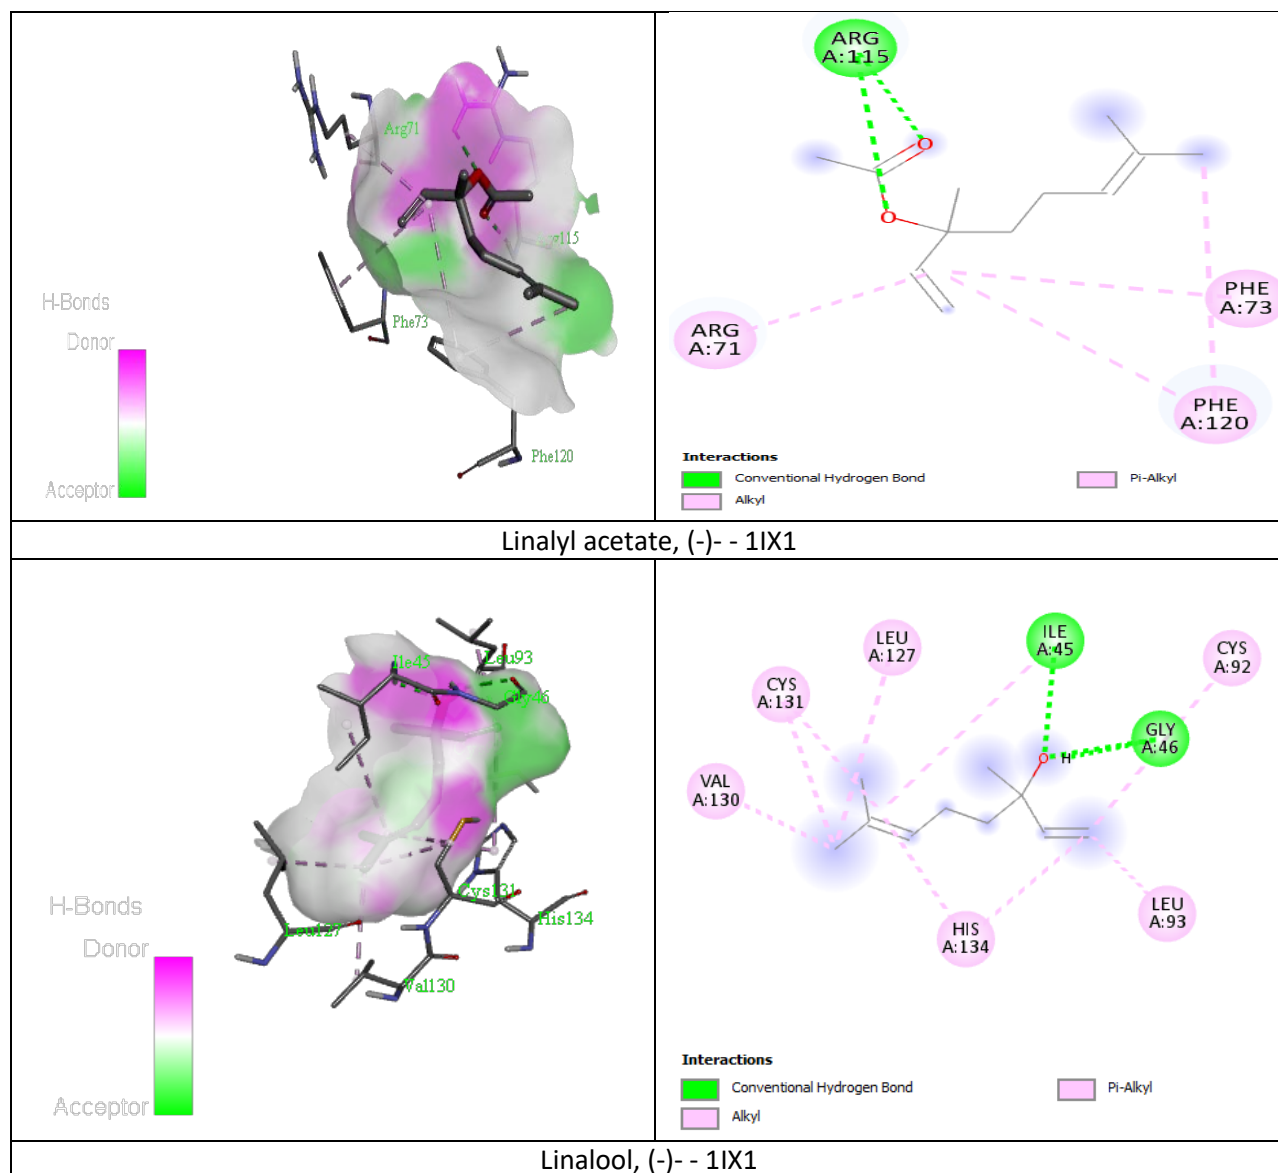 Arg71
Arg115
Phe73
Phe120
H-Bonds
Donor
Acceptor
ARG
A:115
O
O
ARG
A:71
PHE
A:73
PHE
A:120
Interactions
Conventional Hydrogen Bond
Pi-Alkyl
Alkyl
Linalyl acetate, (-)- - 1IX1
Ile45
Leu93
Gly46
Cys131
His134
Leu127
Val130
H-Bonds
Donor
Acceptor
LEU
A:127
ILE
A:45
CYS
A:92
CYS
A:131
GLY
A:46
O H
VAL
A:130
HIS
A:134
LEU
A:93
Interactions
Conventional Hydrogen Bond
Pi-Alkyl
Alkyl
Linalool, (-)- - 1IX1